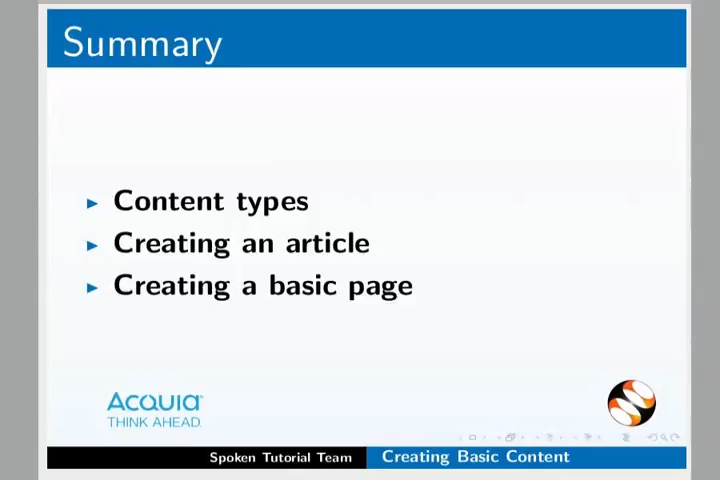 Summary
Content types
Creating an article
Creating a basic page
Acquia
THINK AHEAD.
Spoken Tutorial Team
Creating Basic Content